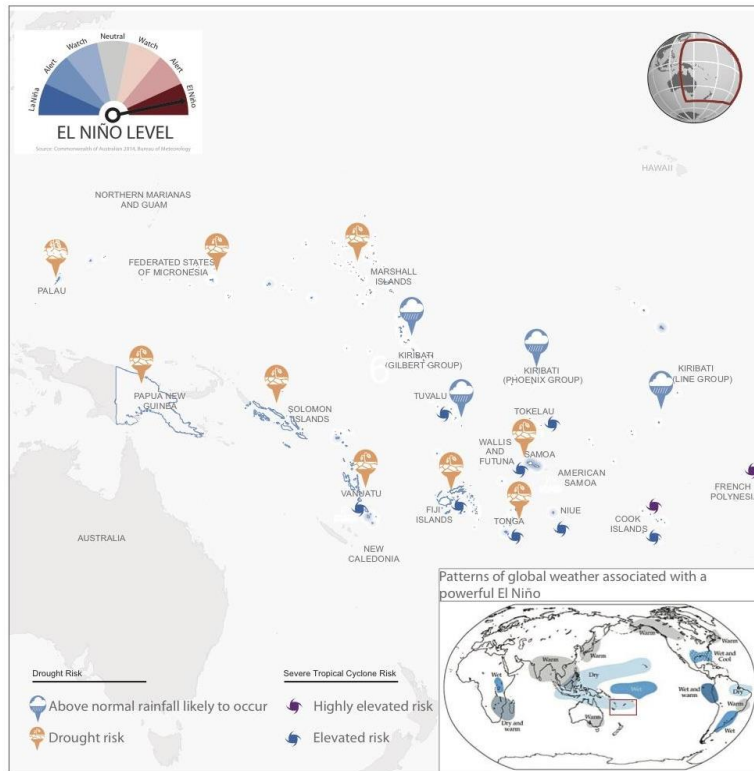 La Niña
Alert
Watch
Neutral
Watch
Alert
El Niño
EL NIÑO LEVEL
Source: Commonwealth of Australian 2014, Bureau of Meteorology
HAWAII
NORTHERN MARIANAS
AND GUAM
FEDERATED STATES
OF MICRONESIA
PALAU
MARSHALL
ISLANDS
KIRIBATI
(GILBERT GROUP)
KIRIBATI
(PHOENIX GROUP)
KIRIBATI
(LINE GROUP)
6
PAPUA NEW
GUINEA
SOLOMON
ISLANDS
TUVALU
TOKELAU
WALLIS
AND
FUTUNA
SAMOA
AMERICAN
SAMOA
VANUATU
FIJI
ISLANDS
TONGA
NIUE
COOK
ISLANDS
FRENCH
POLYNESI
NEW
CALEDONIA
AUSTRALIA
Patterns of global weather associated with a
powerful El Niño
Warm
Warm
Warm
Warm
Wet and
Cool
Dry
Wet
Wet
Wet and
warm
Dry
Warm
Wet
Dry and
warm
Warm
Cool
Drought Risk
Above normal rainfall likely to occur
Drought risk
Severe Tropical Cyclone Risk
Highly elevated risk
Elevated risk